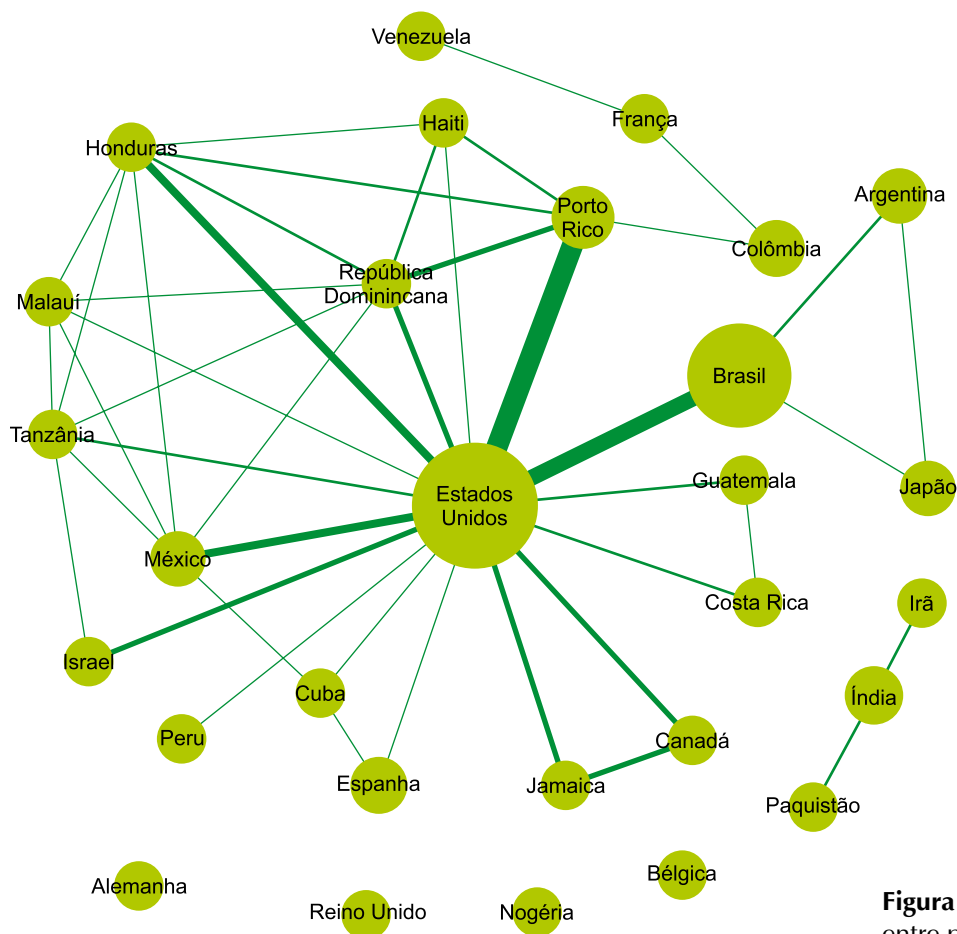 Venezuela
França
Haiti
Honduras
Argentina
Porto
Rico
Colômbia
República
Dominincana
Malauí
Brasil
Tanzânia
Guatemala
Japão
Estados
Unidos
México
Costa Rica
Irã
Israel
Cuba
Índia
Peru
Canadá
Espanha
Jamaica
Paquistão
Bélgica
Alemanha
Reino Unido
Nogéria
Figura